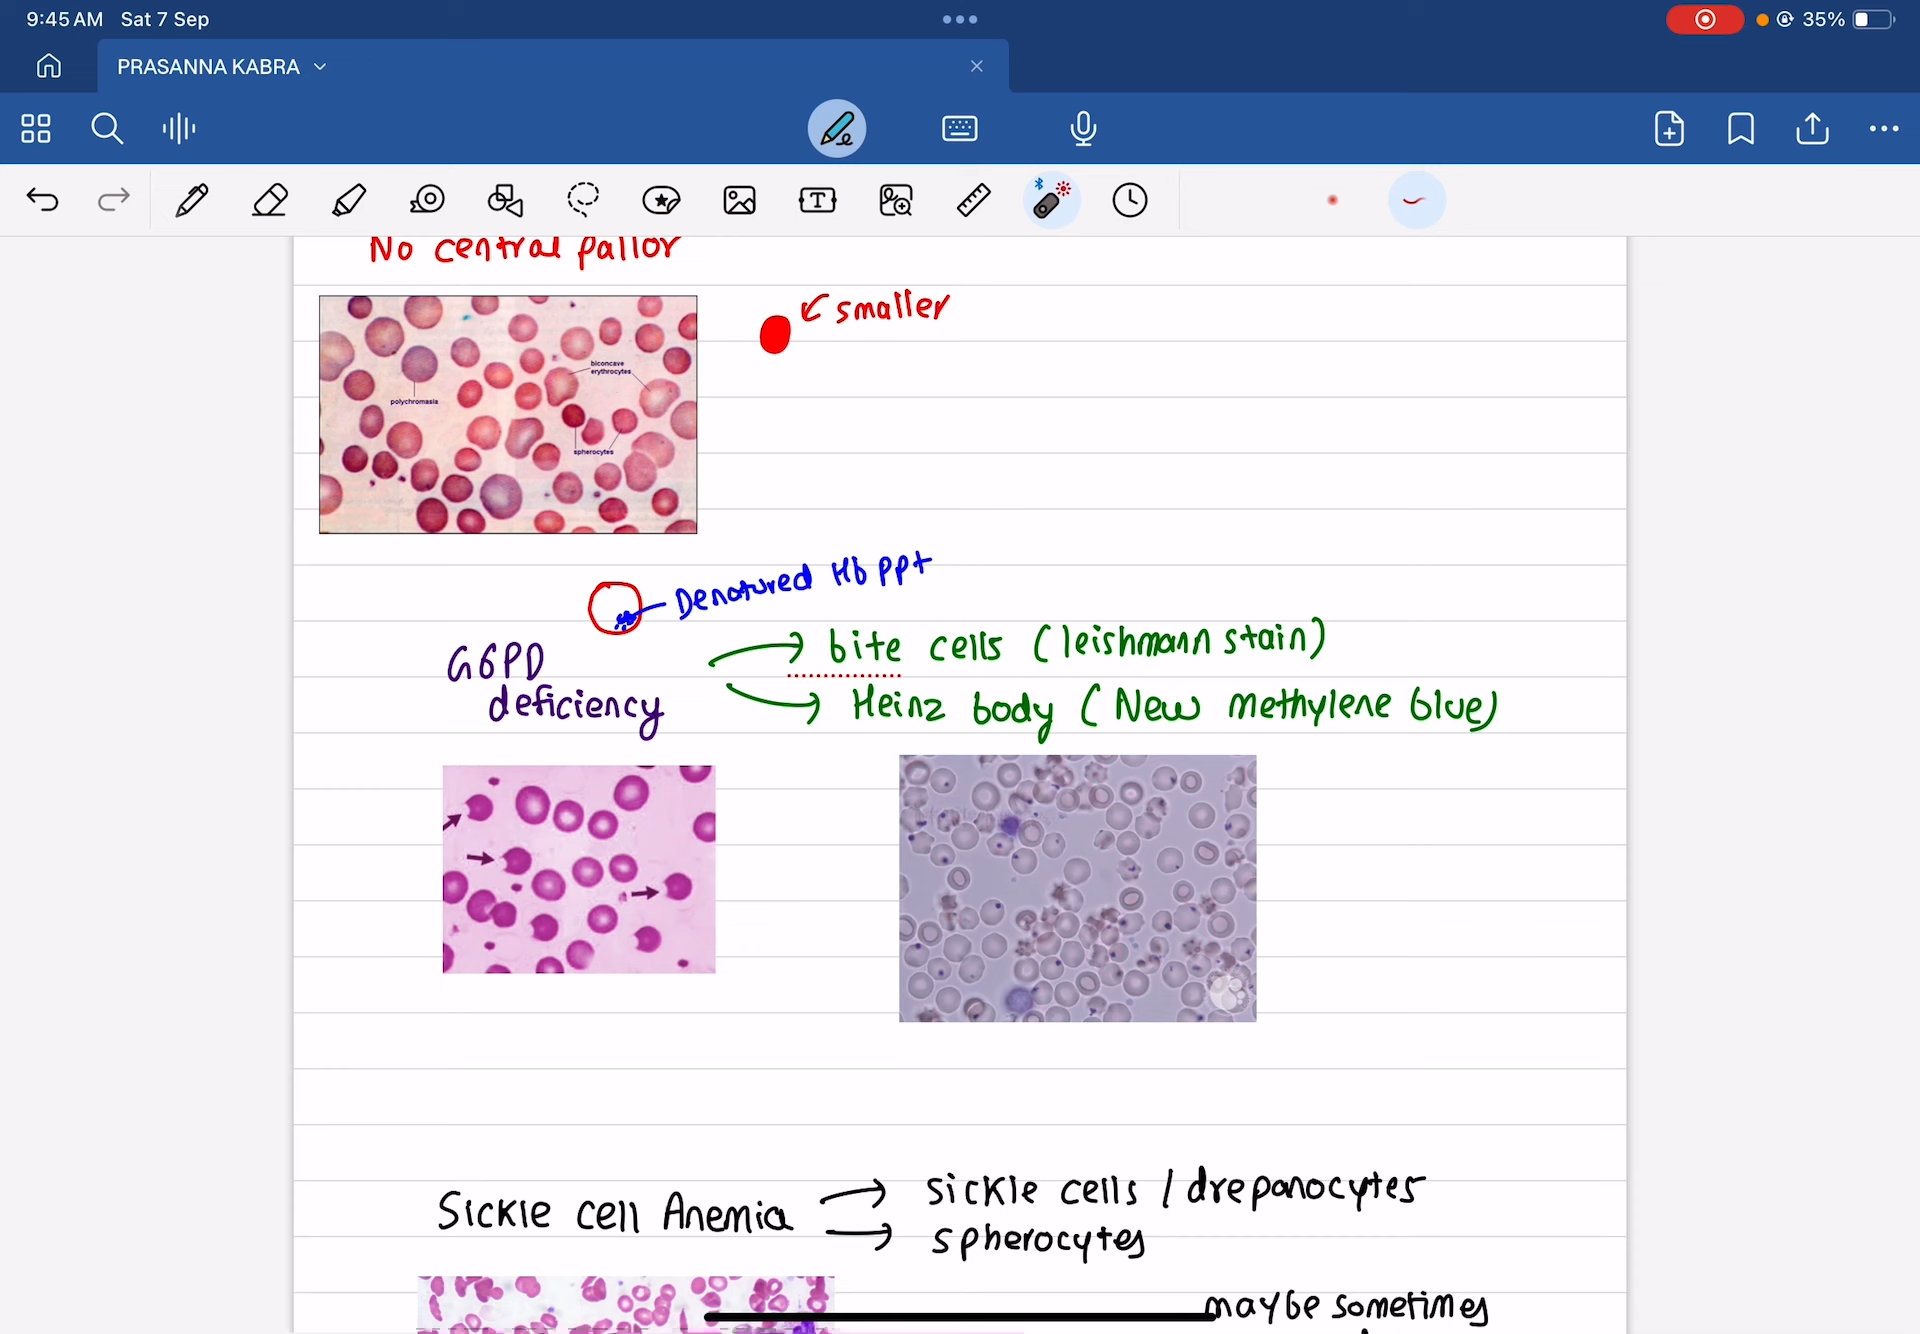 9:45 AM Sat 7 Sep
35%
PRASANNA KABRA
No central pallor
smaller
biconcave
erythrocytes
polychromasia
spherocytes
Denatured Hb ppt
bite cells (leishmann stain)
G6PD
deficiency
Heinz body (New methylene blue)
Sickle cell Anemia
sickle cells / drepanocytes
spherocytes
maybe sometimes